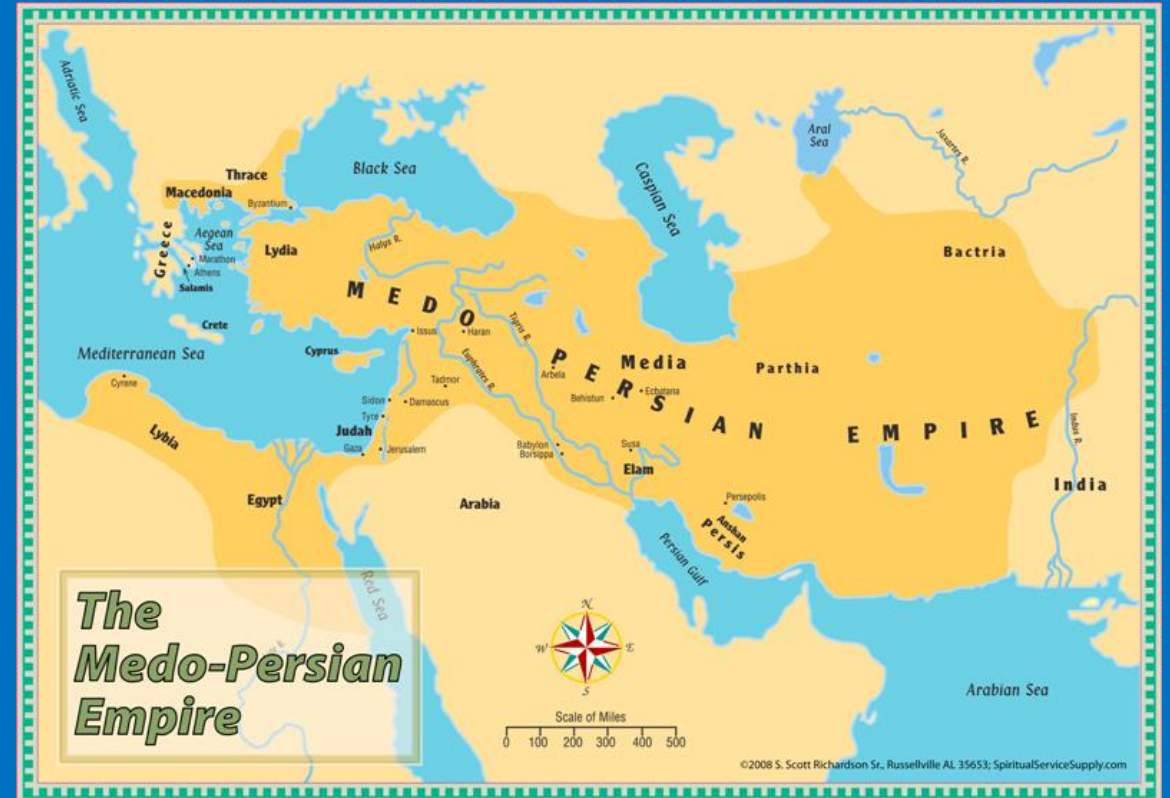 Adriatic Sea
Black Sea
Caspian Sea
Aral
Sea
Jaxartes R.
Thrace
Macedonia
Byzantium
Greece
Aegean
Sea
Marathon
Athens
Salamis
Lydia
Halys R.
Bactria
Crete
Mediterranean Sea
Cyprus
Issus
Haran
Tigris R.
Euphrates R.
MEDO
PERSIAN EMPIRE
Media
Parthia
Arbela
Behistun
Ecbatana
Cyrene
Tadmor
Sidon
Damascus
Tyre
Judah
Gaza
Jerusalem
Lybia
Egypt
Babylon
Borsippa
Susa
Elam
Arabia
Persepolis
Anshan
Persis
Persian Gulf
Indus R.
India
Red Sea
The
Medo-Persian
Empire
N
W
E
S
Scale of Miles
0 100 200 300 400 500
Arabian Sea
©2008 S. Scott Richardson Sr., Russellville AL 35653; SpiritualServiceSupply.com